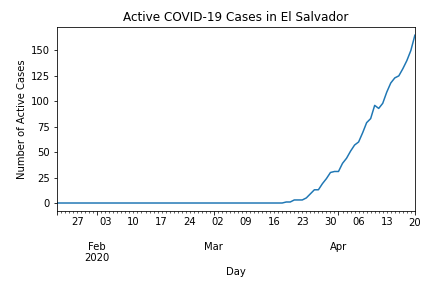 Active COVID-19 Cases in El Salvador
Number of Active Cases
150
125
100
75
50
25
0
27 03 10 17 24 02 09 16 23 30 06 13 20
Feb Mar Apr
2020
Day